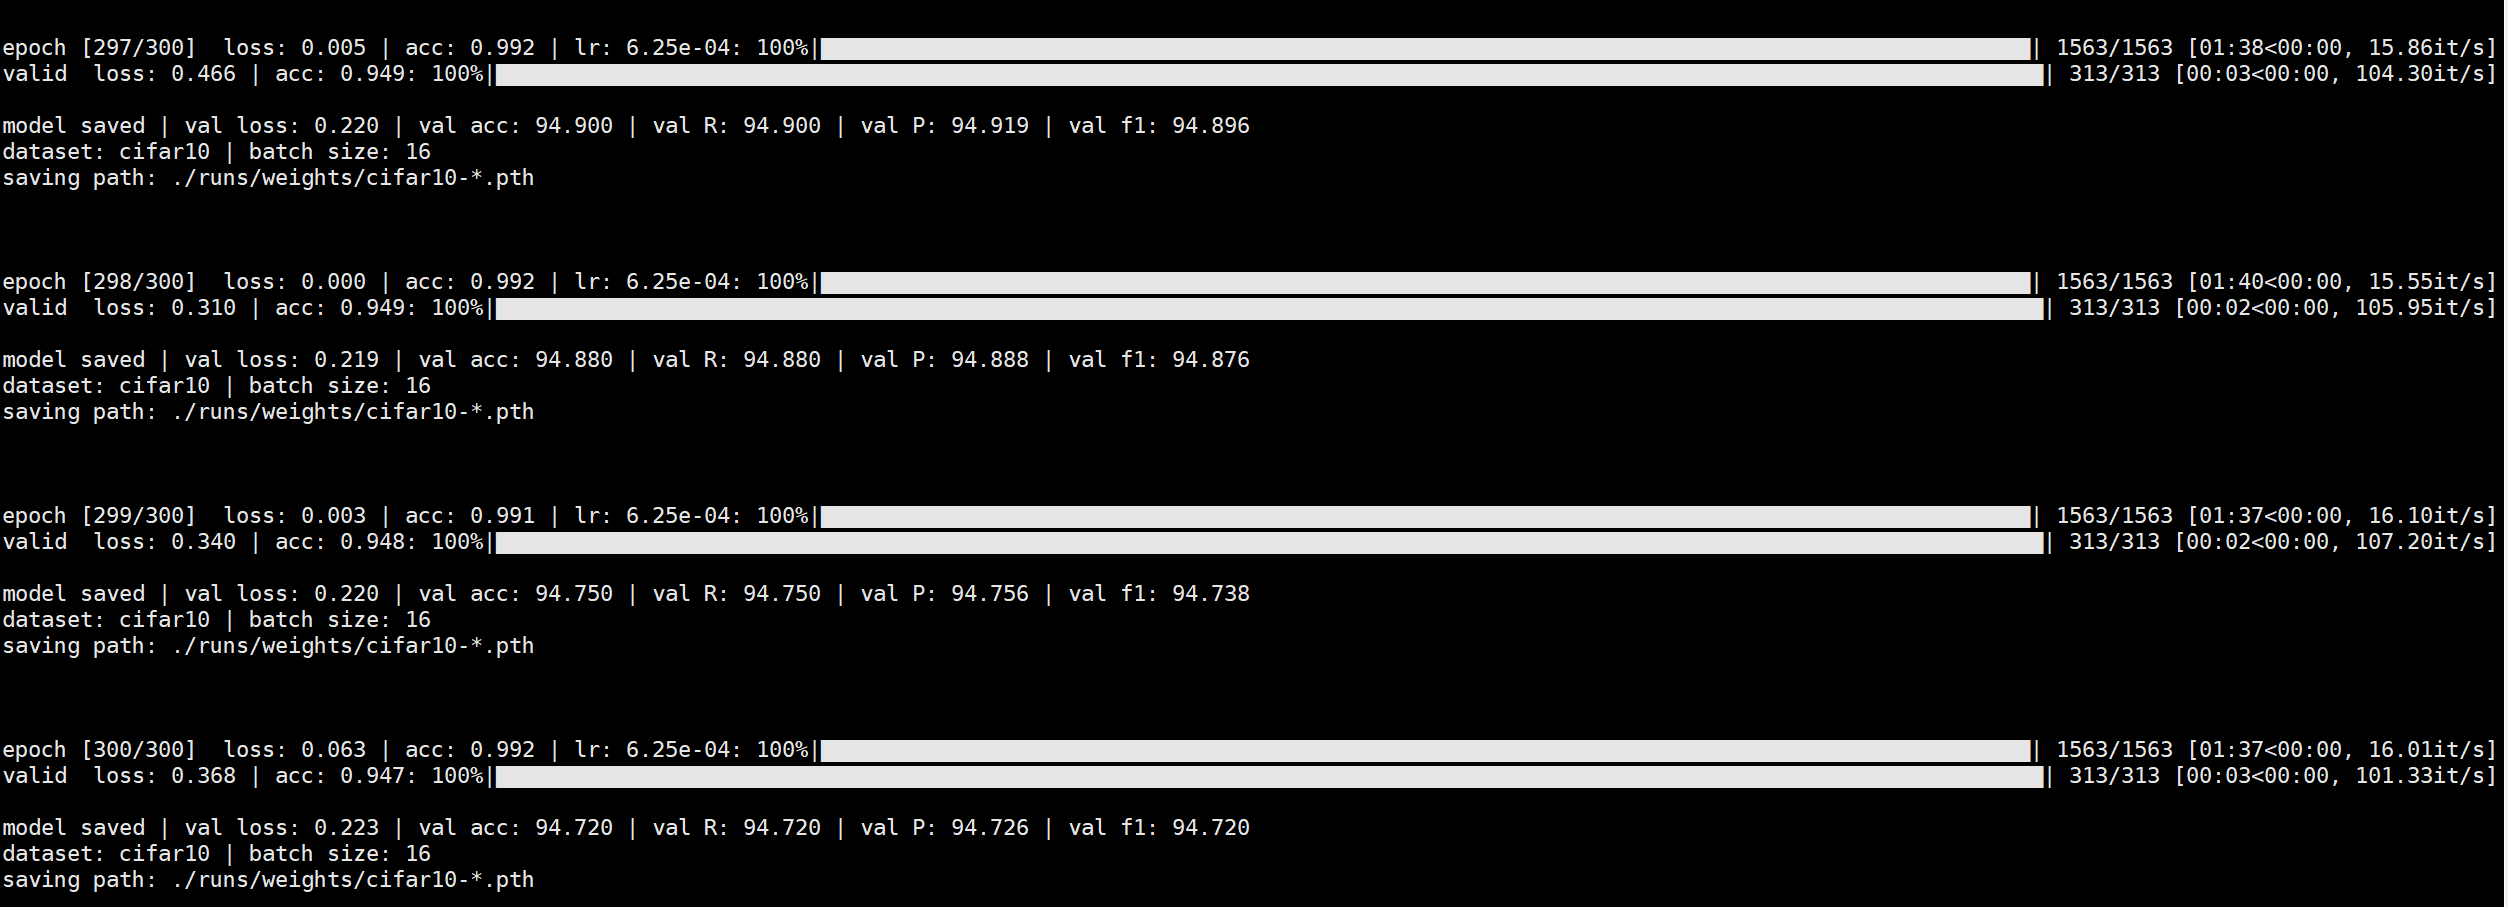 epoch [297/300]  loss: 0.005 | acc: 0.992 | lr: 6.25e-04: 100%|██████████| 1563/1563 [01:38<00:00, 15.86it/s]
valid  loss: 0.466 | acc: 0.949: 100%|██████████| 313/313 [00:03<00:00, 104.30it/s]
model saved | val loss: 0.220 | val acc: 94.900 | val R: 94.900 | val P: 94.919 | val f1: 94.896
dataset: cifar10 | batch size: 16
saving path: ./runs/weights/cifar10-*.pth
epoch [298/300]  loss: 0.000 | acc: 0.992 | lr: 6.25e-04: 100%|██████████| 1563/1563 [01:40<00:00, 15.55it/s]
valid  loss: 0.310 | acc: 0.949: 100%|██████████| 313/313 [00:02<00:00, 105.95it/s]
model saved | val loss: 0.219 | val acc: 94.880 | val R: 94.880 | val P: 94.888 | val f1: 94.876
dataset: cifar10 | batch size: 16
saving path: ./runs/weights/cifar10-*.pth
epoch [299/300]  loss: 0.003 | acc: 0.991 | lr: 6.25e-04: 100%|██████████| 1563/1563 [01:37<00:00, 16.10it/s]
valid  loss: 0.340 | acc: 0.948: 100%|██████████| 313/313 [00:02<00:00, 107.20it/s]
model saved | val loss: 0.220 | val acc: 94.750 | val R: 94.750 | val P: 94.756 | val f1: 94.738
dataset: cifar10 | batch size: 16
saving path: ./runs/weights/cifar10-*.pth
epoch [300/300]  loss: 0.063 | acc: 0.992 | lr: 6.25e-04: 100%|██████████| 1563/1563 [01:37<00:00, 16.01it/s]
valid  loss: 0.368 | acc: 0.947: 100%|██████████| 313/313 [00:03<00:00, 101.33it/s]
model saved | val loss: 0.223 | val acc: 94.720 | val R: 94.720 | val P: 94.726 | val f1: 94.720
dataset: cifar10 | batch size: 16
saving path: ./runs/weights/cifar10-*.pth